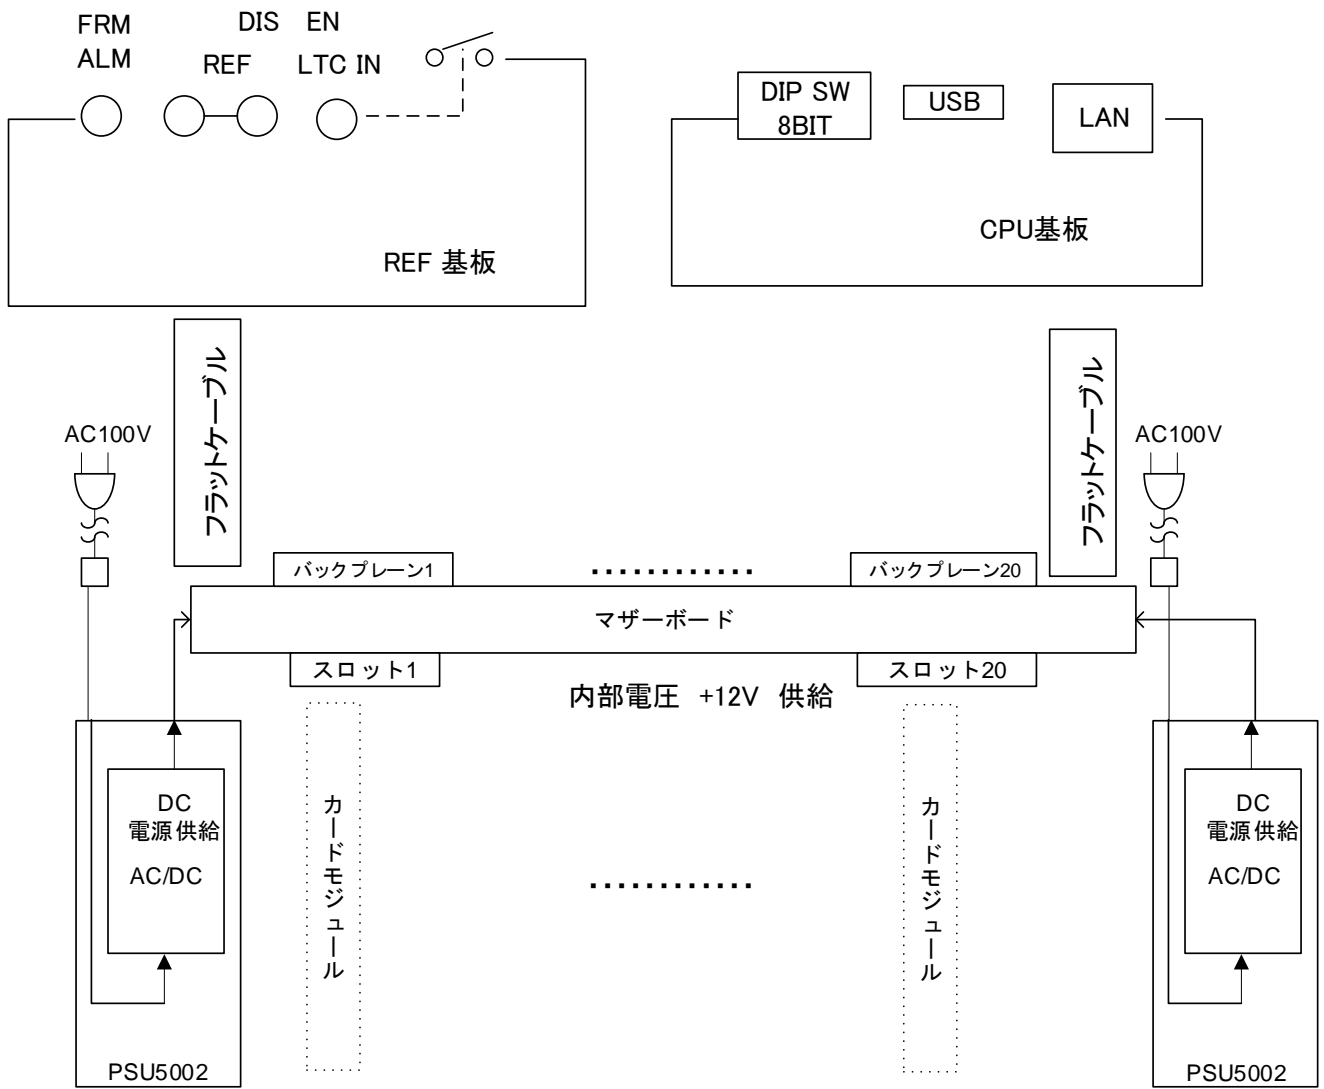 FRM
ALM
DIS EN
REF LTC IN
REF 基板
DIP SW
8BIT
USB
LAN
CPU基板
フラットケーブル
フラットケーブル
AC100V
AC100V
バックプレーン1
バックプレーン20
マザーボード
スロット1
スロット20
内部電圧 +12V 供給
カードモジュール
カードモジュール
DC
電源供給
AC/DC
PSU5002
DC
電源供給
AC/DC
PSU5002